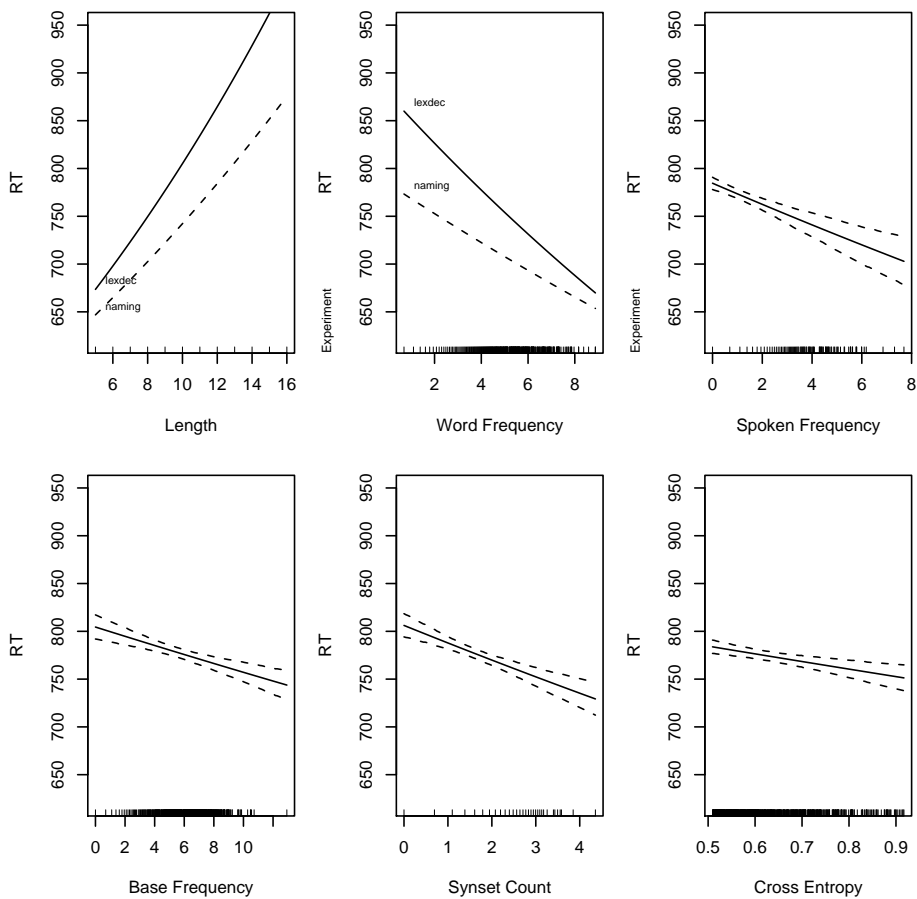 650 700 750 800 850 900 950
RT
lexdec
naming
6 8 10 12 14 16
Length
Experiment
650 700 750 800 850 900 950
RT
lexdec
naming
2 4 6 8
Word Frequency
Experiment
650 700 750 800 850 900 950
RT
0 2 4 6 8
Spoken Frequency
650 700 750 800 850 900 950
RT
0 2 4 6 8 10
Base Frequency
650 700 750 800 850 900 950
RT
0 1 2 3 4
Synset Count
650 700 750 800 850 900 950
RT
0.5 0.6 0.7 0.8 0.9
Cross Entropy